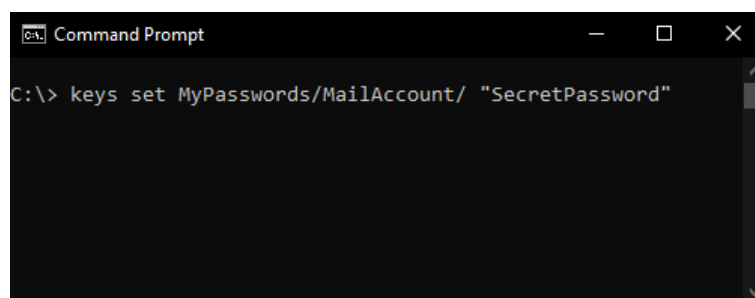 Command Prompt
C:\> keys set MyPasswords/MailAccount/ "SecretPassword"